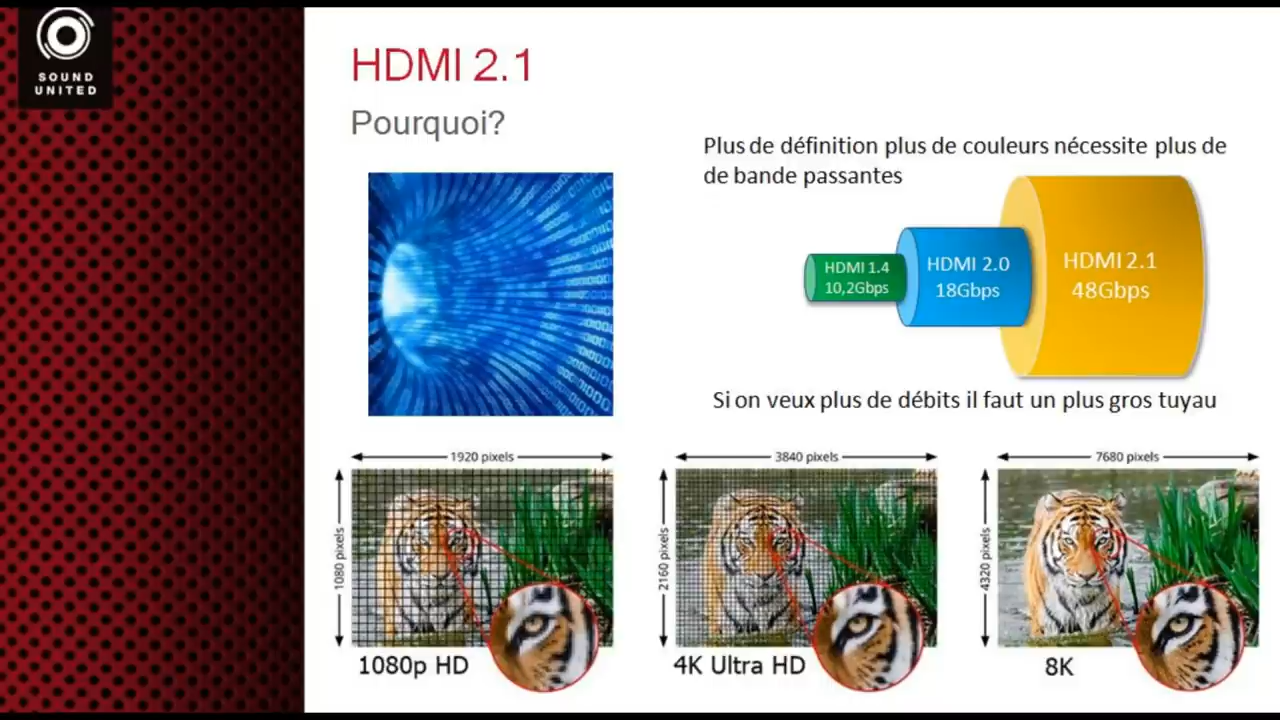 SOUND
UNITED
HDMI 2.1
Pourquoi?
Plus de définition plus de couleurs nécessite plus de
de bande passantes
HDMI 1.4
10,2Gbps
HDMI 2.0
18Gbps
HDMI 2.1
48Gbps
Si on veux plus de débits il faut un plus gros tuyau
1920 pixels
1080 pixels
1080p HD
3840 pixels
2160 pixels
4K Ultra HD
7680 pixels
4320 pixels
8K